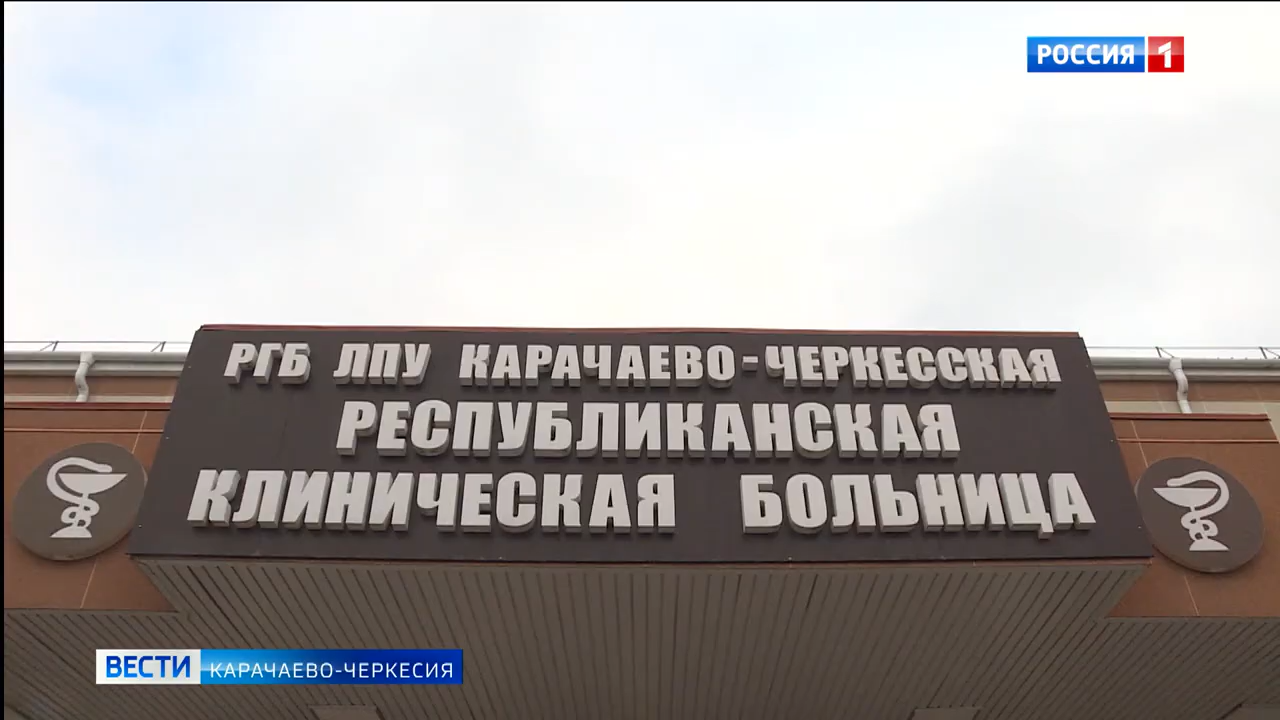 РОССИЯ 1
РГБ ЛПУ КАРАЧАЕВО-ЧЕРКЕССКАЯ
РЕСПУБЛИКАНСКАЯ
КЛИНИЧЕСКАЯ БОЛЬНИЦА
ВЕСТИ КАРАЧАЕВО-ЧЕРКЕСИЯ